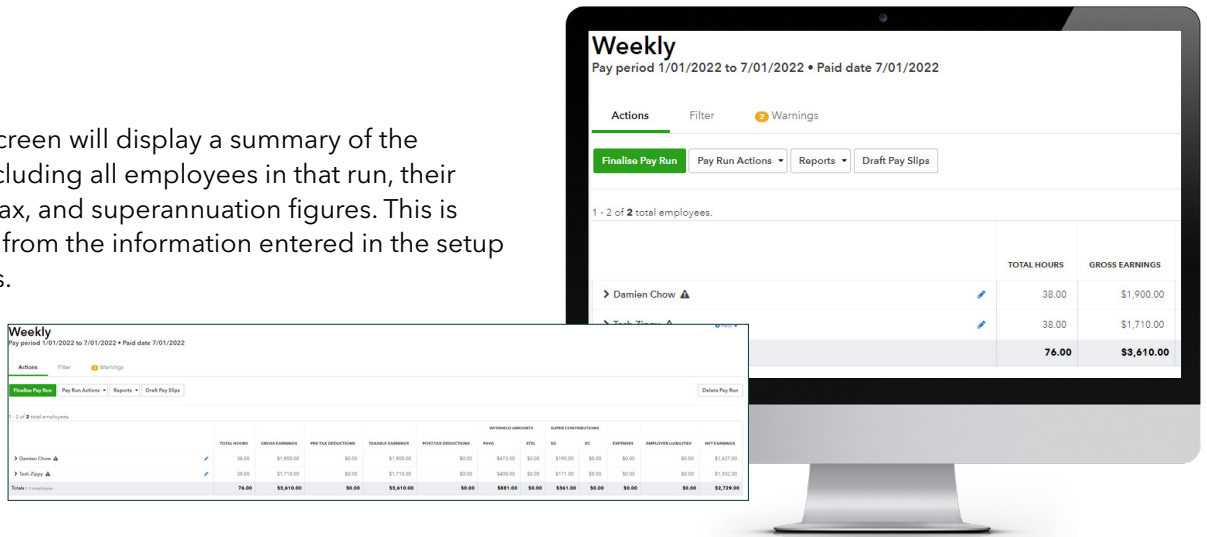 creen will display a summary of the
cluding all employees in that run, their
ax, and superannuation figures. This is
from the information entered in the setup
s.
Weekly
Pay period 1/01/2022 to 7/01/2022 • Paid date 7/01/2022
Actions Filter 2 Warnings
Finalise Pay Run Pay Run Actions Reports Draft Pay Slips
1 - 2 of 2 total employees.
TOTAL HOURS GROSS EARNINGS
Damien Chow 38.00 $1,900.00
Tesh Zippy 38.00 $1,710.00
76.00 $3,610.00
Weekly
Pay period 1/01/2022 to 7/01/2022 • Paid date 7/01/2022
Help
Actions Filter 2 Warnings
Finalise Pay Run Pay Run Actions Reports Draft Pay Slips Delete Pay Run
1 - 2 of 2 total employees.
WITHHELD AMOUNTS SUPER CONTRIBUTIONS
TOTAL HOURS GROSS EARNINGS PRE TAX DEDUCTIONS TAXABLE EARNINGS POST TAX DEDUCTIONS PAYG STSL SG EC EXPENSES EMPLOYER LIABILITIES NET EARNINGS
Damien Chow 38.00 $1,900.00 $0.00 $1,900.00 $0.00 $473.00 $0.00 $190.00 $0.00 $0.00 $0.00 $1,427.00
Tesh Zippy 38.00 $1,710.00 $0.00 $1,710.00 $0.00 $408.00 $0.00 $171.00 $0.00 $0.00 $0.00 $1,302.00
Totals 2 employees 76.00 $3,610.00 $0.00 $3,610.00 $0.00 $881.00 $0.00 $361.00 $0.00 $0.00 $0.00 $2,729.00